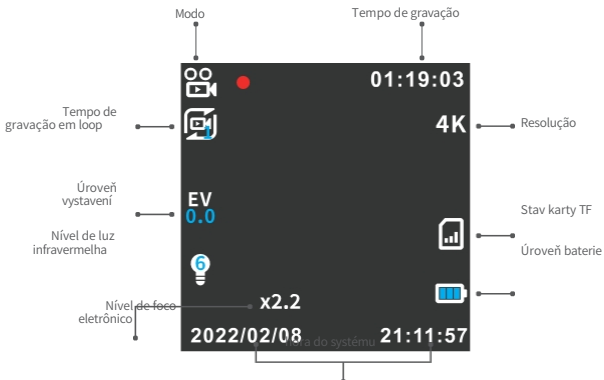 Modo
Tempo de gravação
01:19:03
Tempo de
gravação em loop
1
4K
Resolução
Úroveň
vystavení
EV
0.0
Stav karty TF
Nível de luz
infravermelha
Úroveň baterie
6
Nível de foco
eletrônico
x2.2
2022/02/08
hora do systému
21:11:57